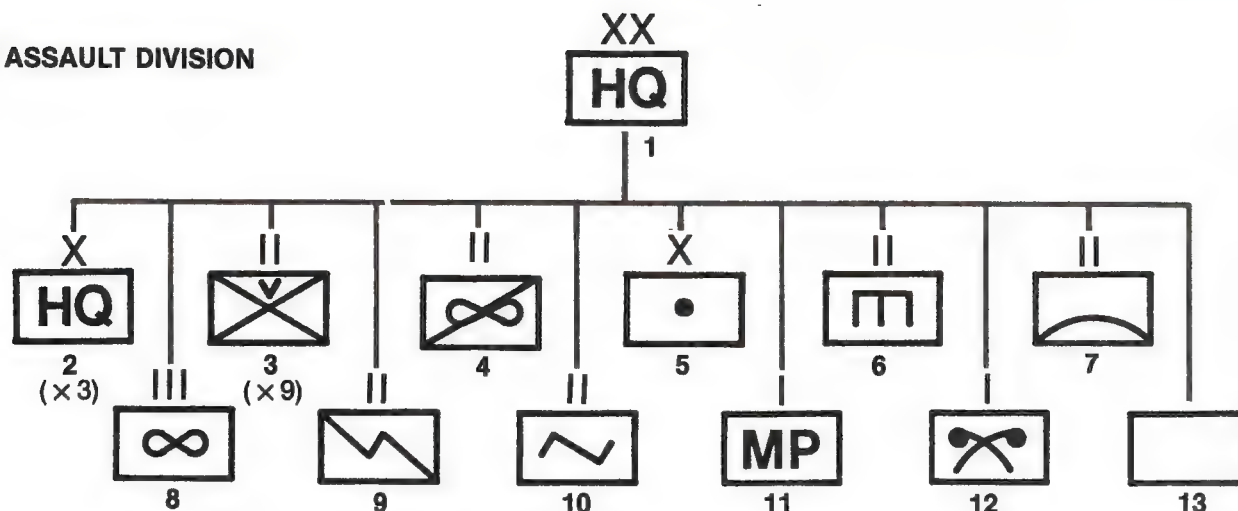 ASSAULT DIVISION
XX
HQ
1
X
HQ
2
(×3)
II
3
(×9)
II
4
X
5
II
6
II
7
III
8
II
9
II
10
I
MP
11
I
12
13